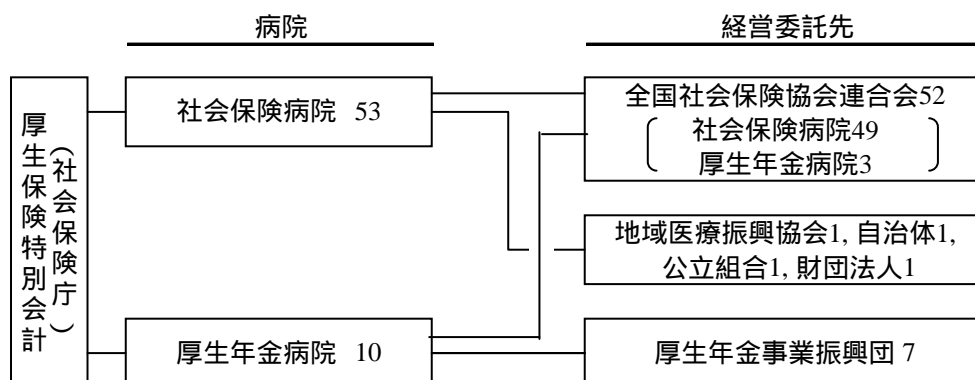 病院
経営委託先
厚生保険特別会計
(社会保険庁)
社会保険病院 53
全国社会保険協会連合会52
社会保険病院49
厚生年金病院3
地域医療振興協会1, 自治体1,
公立組合1, 財団法人1
厚生年金病院 10
厚生年金事業振興団 7